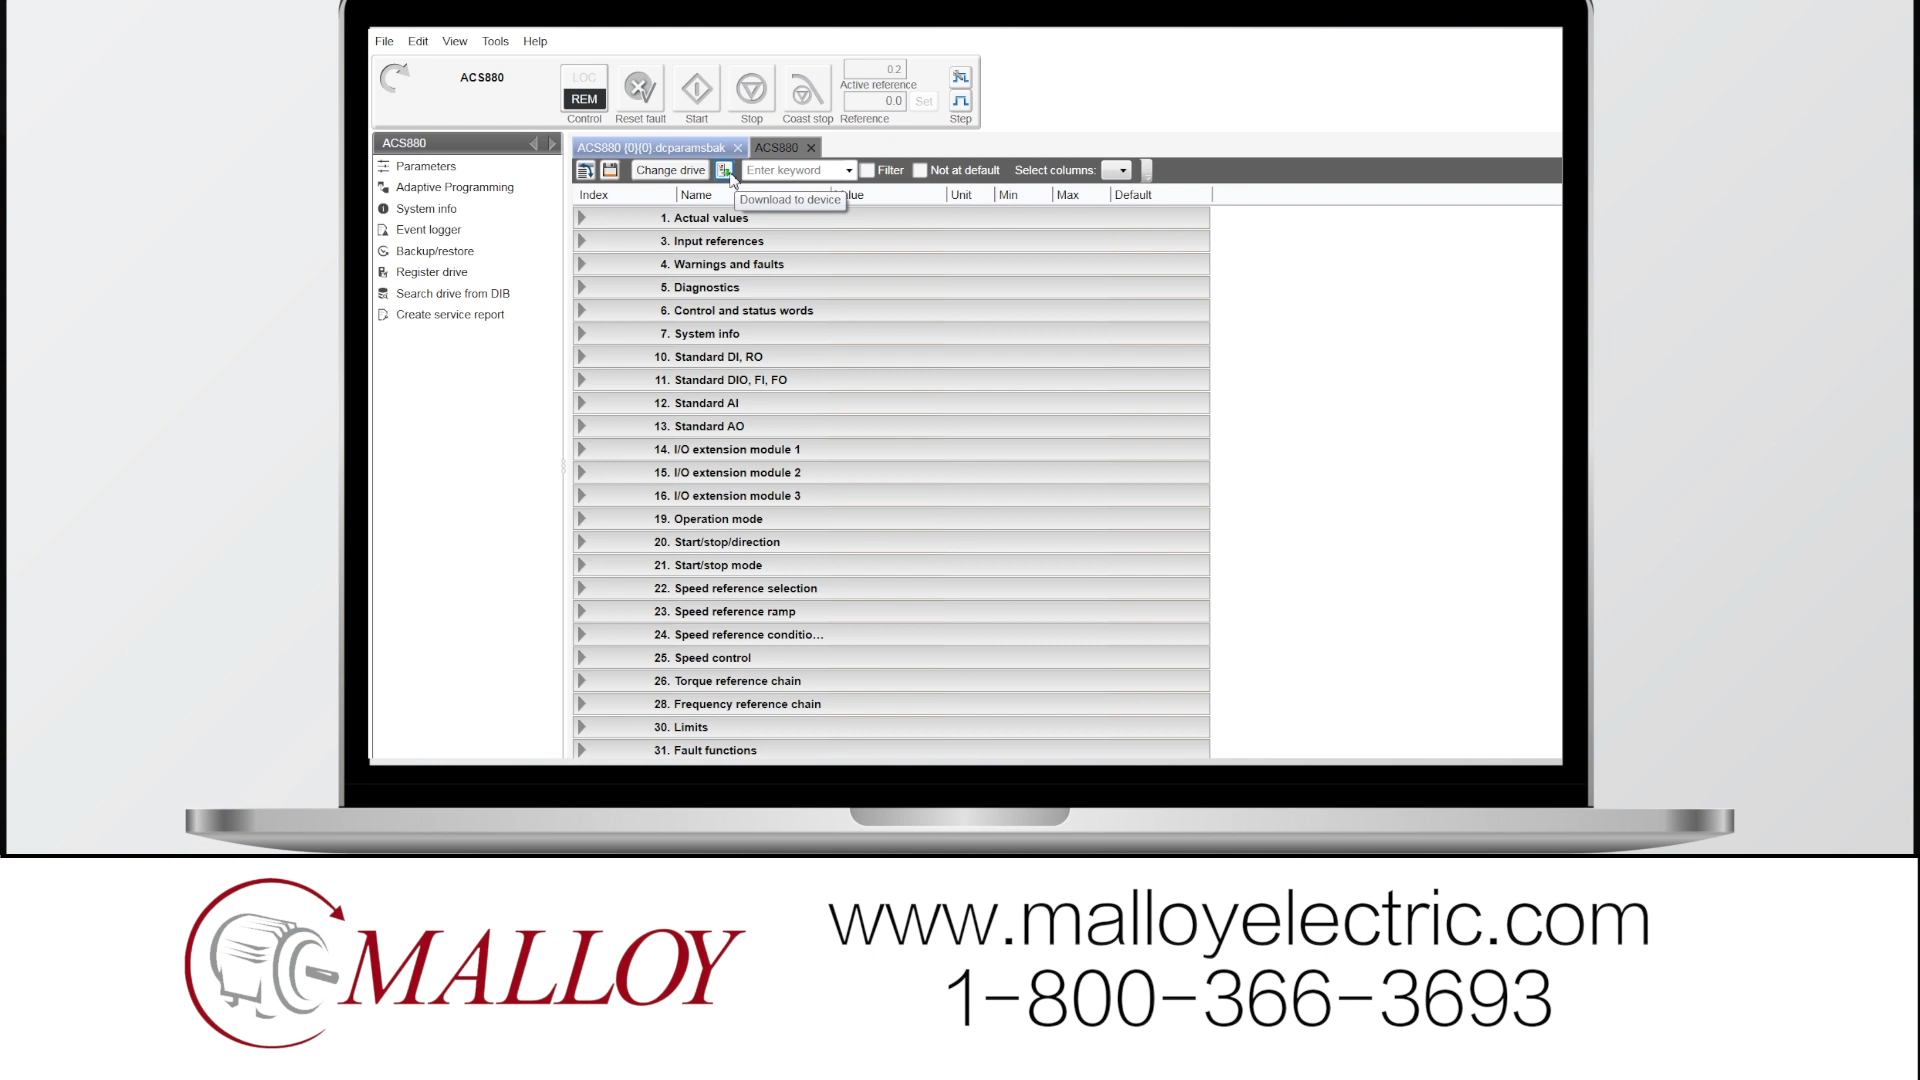 File Edit View Tools Help
ACS880
LOC
REM
Control
Reset fault
Start
Stop
Coast stop
0.2
Active reference
0.0 Set
Reference
Step
ACS880
Parameters
Adaptive Programming
System info
Event logger
Backup/restore
Register drive
Search drive from DIB
Create service report
ACS880 {0}{0}.dcparamsbak
ACS880
Change drive Enter keyword Filter Not at default Select columns:
Index Name Unit Min Max Default
Download to device
1. Actual values
3. Input references
4. Warnings and faults
5. Diagnostics
6. Control and status words
7. System info
10. Standard DI, RO
11. Standard DIO, FI, FO
12. Standard AI
13. Standard AO
14. I/O extension module 1
15. I/O extension module 2
16. I/O extension module 3
19. Operation mode
20. Start/stop/direction
21. Start/stop mode
22. Speed reference selection
23. Speed reference ramp
24. Speed reference conditio...
25. Speed control
26. Torque reference chain
28. Frequency reference chain
30. Limits
31. Fault functions
MALLOY
www.malloyelectric.com
1-800-366-3693